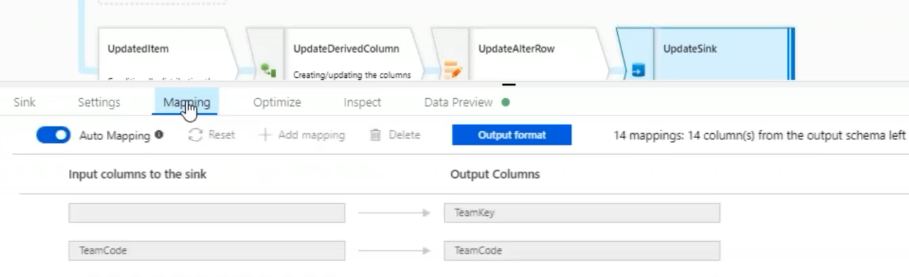 UpdatedItem
UpdateDerivedColumn
UpdateAlterRow
UpdateSink
Creating/updating the columns
Sink Settings Mapping Optimize Inspect Data Preview
Auto Mapping Reset + Add mapping Delete Output format 14 mappings: 14 column(s) from the output schema left
Input columns to the sink Output Columns
TeamKey
TeamCode TeamCode